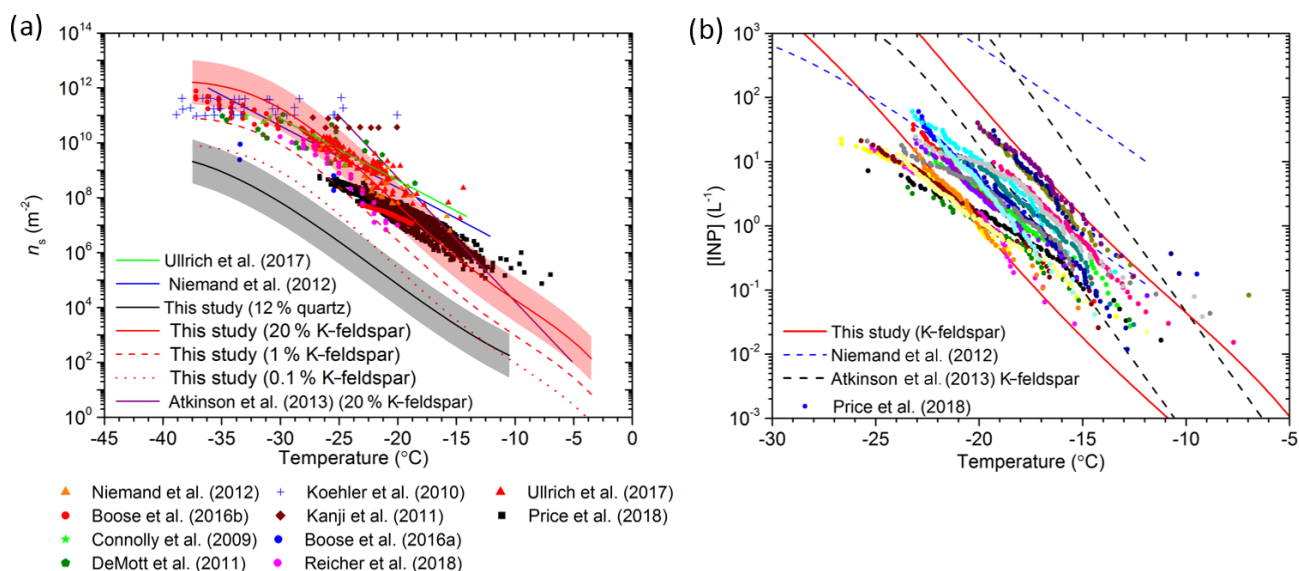 (a)
10^14
10^12
10^10
10^8
10^6
10^4
10^2
10^0
n_s (m^-2)
Ullrich et al. (2017)
Niemand et al. (2012)
This study (12 % quartz)
This study (20 % K–feldspar)
This study (1 % K–feldspar)
This study (0.1 % K–feldspar)
Atkinson et al. (2013) (20 % K–feldspar)
-45 -40 -35 -30 -25 -20 -15 -10 -5 0
Temperature (°C)
Niemand et al. (2012) Koehler et al. (2010) Ullrich et al. (2017)
Boose et al. (2016b) Kanji et al. (2011) Price et al. (2018)
Connolly et al. (2009) Boose et al. (2016a)
DeMott et al. (2011) Reicher et al. (2018)
(b)
10^3
10^2
10^1
10^0
10^-1
10^-2
10^-3
[INP] (L^-1)
This study (K–feldspar)
Niemand et al. (2012)
Atkinson et al. (2013) K–feldspar
Price et al. (2018)
-30 -25 -20 -15 -10 -5
Temperature (°C)